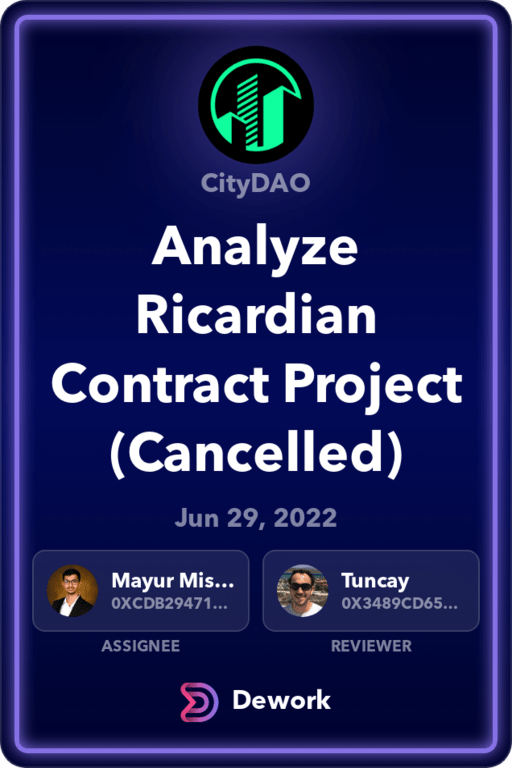 CityDAO
Analyze
Ricardian
Contract Project
(Cancelled)
Jun 29, 2022
Mayur Mis...
0XCDB29471...
ASSIGNEE
Tuncay
0X3489CD65...
REVIEWER
Dework